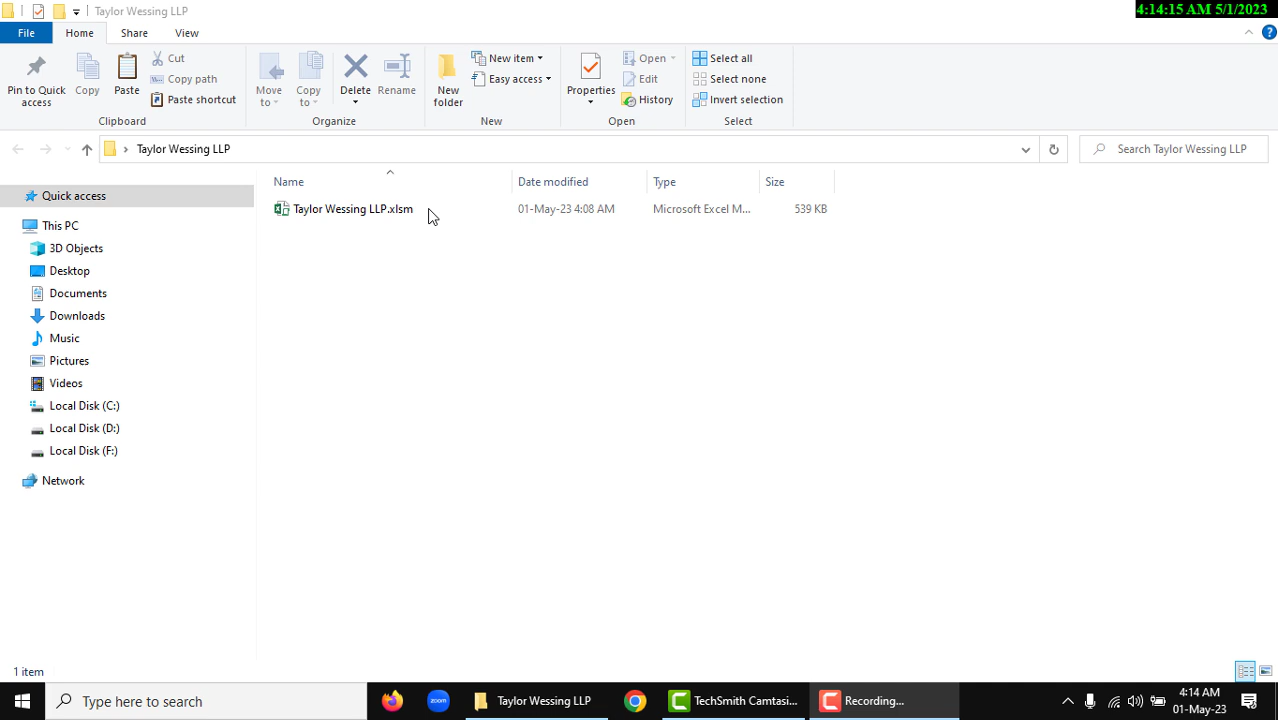 Taylor Wessing LLP
4:14:15 AM 5/1/2023
File Home Share View
Pin to Quick access
Copy
Paste
Cut
Copy path
Paste shortcut
Clipboard
Move to
Copy to
Delete
Rename
Organize
New folder
New item
Easy access
New
Properties
Open
Edit
History
Open
Select all
Select none
Invert selection
Select
Taylor Wessing LLP
Search Taylor Wessing LLP
Name Date modified Type Size
Taylor Wessing LLP.xlsm 01-May-23 4:08 AM Microsoft Excel M... 539 KB
Quick access
This PC
3D Objects
Desktop
Documents
Downloads
Music
Pictures
Videos
Local Disk (C:)
Local Disk (D:)
Local Disk (F:)
Network
1 item
Type here to search
zoom
Taylor Wessing LLP
TechSmith Camtasi...
Recording...
4:14 AM
01-May-23